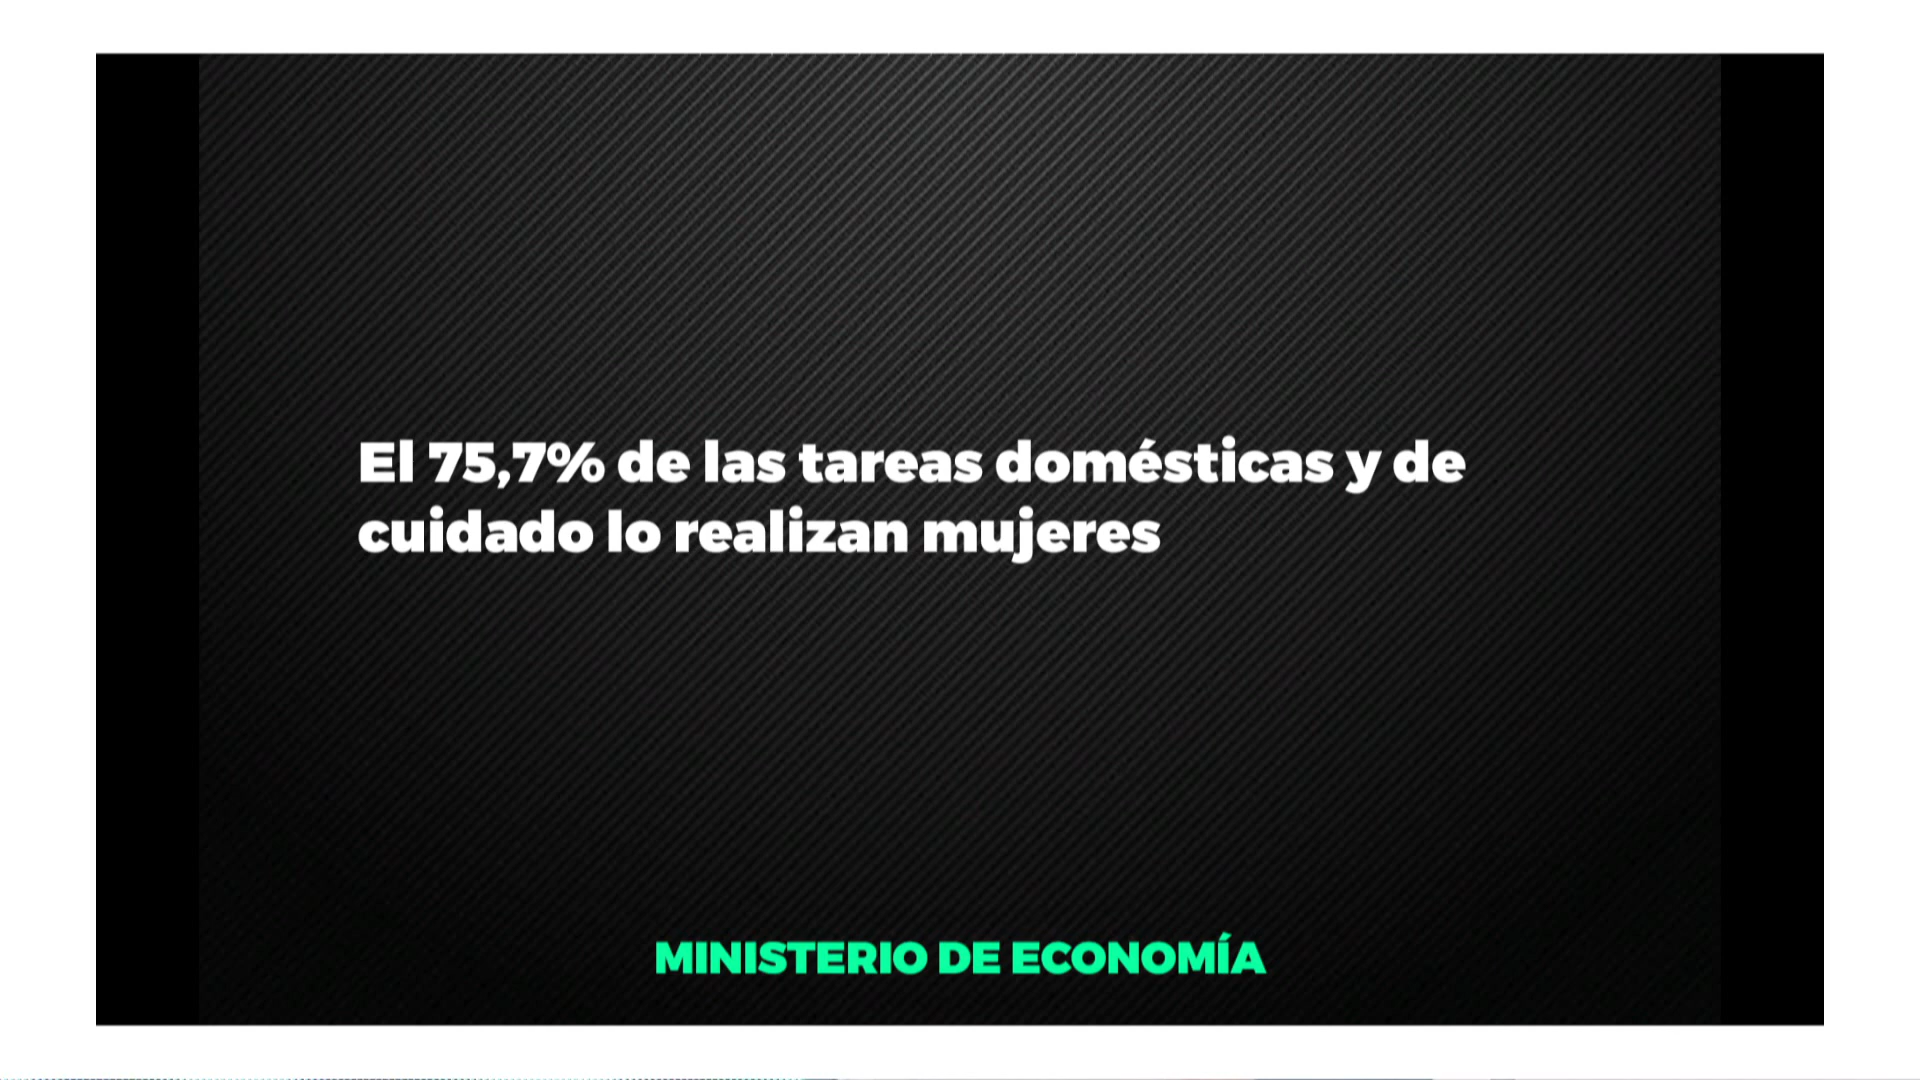 El 75,7% de las tareas domésticas y de
cuidado lo realizan mujeres
MINISTERIO DE ECONOMÍA